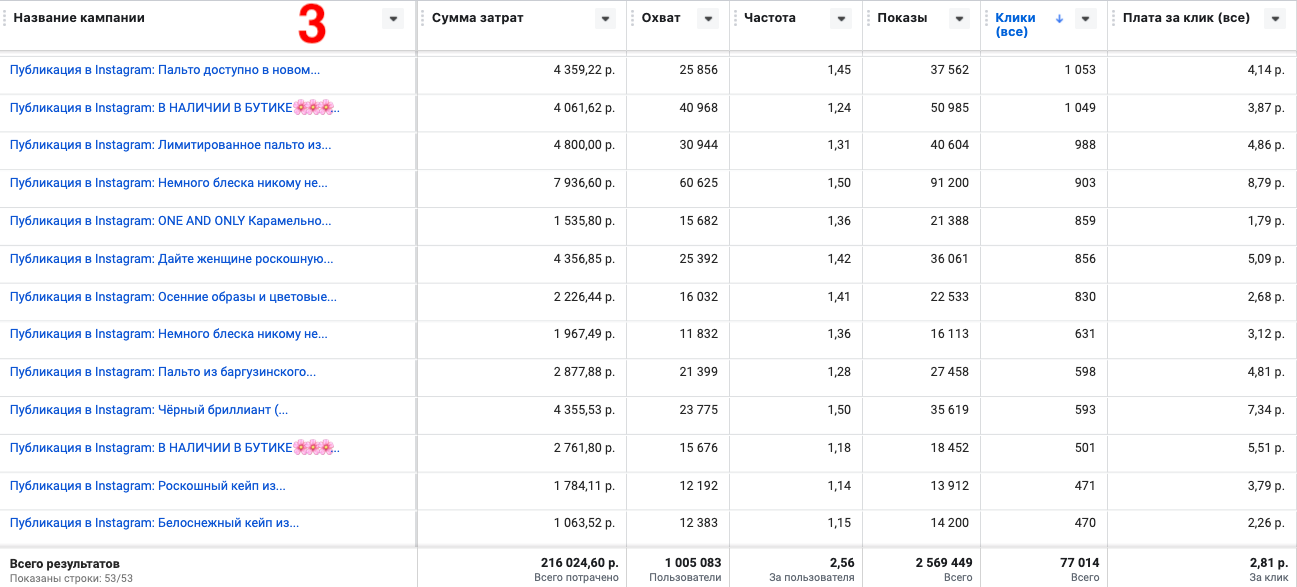 Название кампании 3 Сумма затрат Охват Частота Показы Клики (все) Плата за клик (все)
Публикация в Instagram: Пальто доступно в новом... 4 359,22 р. 25 856 1,45 37 562 1 053 4,14 р.
Публикация в Instagram: В НАЛИЧИИ В БУТИКЕ🌸🌸🌸... 4 061,62 р. 40 968 1,24 50 985 1 049 3,87 р.
Публикация в Instagram: Лимитированное пальто из... 4 800,00 р. 30 944 1,31 40 604 988 4,86 р.
Публикация в Instagram: Немного блеска никому не... 7 936,60 р. 60 625 1,50 91 200 903 8,79 р.
Публикация в Instagram: ONE AND ONLY Карамельно... 1 535,80 р. 15 682 1,36 21 388 859 1,79 р.
Публикация в Instagram: Дайте женщине роскошную... 4 356,85 р. 25 392 1,42 36 061 856 5,09 р.
Публикация в Instagram: Осенние образы и цветовые... 2 226,44 р. 16 032 1,41 22 533 830 2,68 р.
Публикация в Instagram: Немного блеска никому не... 1 967,49 р. 11 832 1,36 16 113 631 3,12 р.
Публикация в Instagram: Пальто из баргузинского... 2 877,88 р. 21 399 1,28 27 458 598 4,81 р.
Публикация в Instagram: Чёрный бриллиант (... 4 355,53 р. 23 775 1,50 35 619 593 7,34 р.
Публикация в Instagram: В НАЛИЧИИ В БУТИКЕ🌸🌸🌸... 2 761,80 р. 15 676 1,18 18 452 501 5,51 р.
Публикация в Instagram: Роскошный кейп из... 1 784,11 р. 12 192 1,14 13 912 471 3,79 р.
Публикация в Instagram: Белоснежный кейп из... 1 063,52 р. 12 383 1,15 14 200 470 2,26 р.
Всего результатов 216 024,60 р. 1 005 083 2,56 2 569 449 77 014 2,81 р.
Показаны строки: 53/53 Всего потрачено Пользователи За пользователя Всего Всего За клик